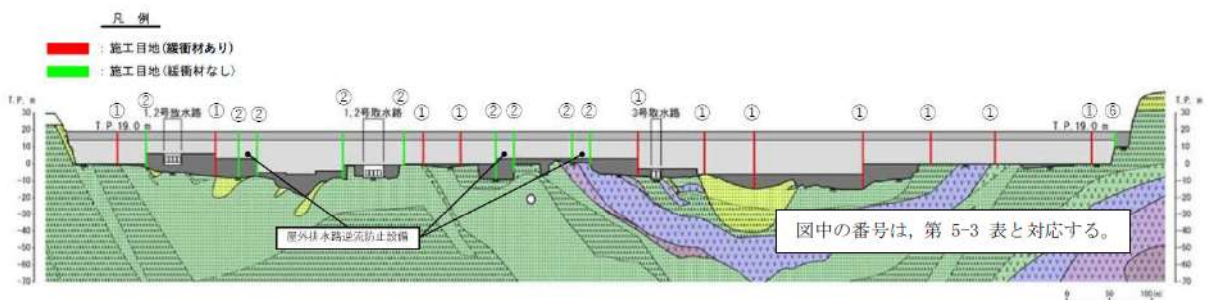 凡 例
: 施工目地(緩衝材あり)
: 施工目地(緩衝材なし)
T.P. m
T.P. m
① ② ① ② ② ② ② ① ① ② ② ② ② ① ① ① ① ① ① ① ⑥
1, 2号放水路
1, 2号取水路
3号取水路
T.P. 19.0 m
T.P. 19.0 m
30
20
10
0
-10
-20
-30
-40
-50
-60
-70
30
20
10
0
-10
-20
-30
-40
-50
-60
-70
屋外排水路逆流防止設備
図中の番号は，第 5-3 表と対応する。
0 50 100(m)